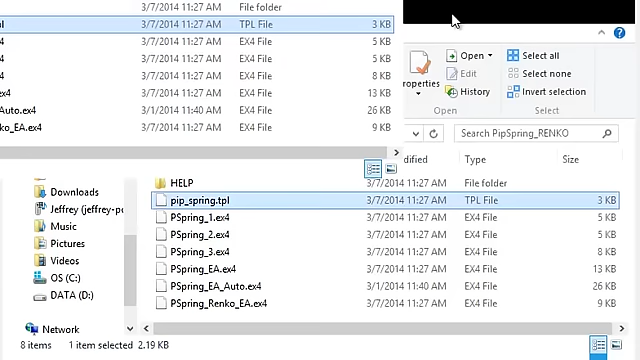 3/7/2014 11:27 AM File folder
pl 3/7/2014 11:27 AM TPL File 3 KB
4 3/7/2014 11:27 AM EX4 File 5 KB
4 3/7/2014 11:27 AM EX4 File 5 KB
4 3/7/2014 11:27 AM EX4 File 8 KB
ex4 3/7/2014 11:27 AM EX4 File 13 KB
Auto.ex4 3/1/2014 11:40 AM EX4 File 26 KB
nko_EA.ex4 3/7/2014 11:27 AM EX4 File 9 KB
Open Select all
Edit Select none
roperties History Invert selection
Open Select
Search PipSpring_RENKO
dified Type Size
HELP 3/7/2014 11:27 AM File folder
Downloads pip_spring.tpl 3/7/2014 11:27 AM TPL File 3 KB
Jeffrey (jeffrey-pc PSpring_1.ex4 3/7/2014 11:27 AM EX4 File 5 KB
Music PSpring_2.ex4 3/7/2014 11:27 AM EX4 File 5 KB
Pictures PSpring_3.ex4 3/7/2014 11:27 AM EX4 File 8 KB
Videos PSpring_EA.ex4 3/7/2014 11:27 AM EX4 File 13 KB
OS (C:) PSpring_EA_Auto.ex4 3/1/2014 11:40 AM EX4 File 26 KB
DATA (D:) PSpring_Renko_EA.ex4 3/7/2014 11:27 AM EX4 File 9 KB
Network
8 items 1 item selected 2.19 KB